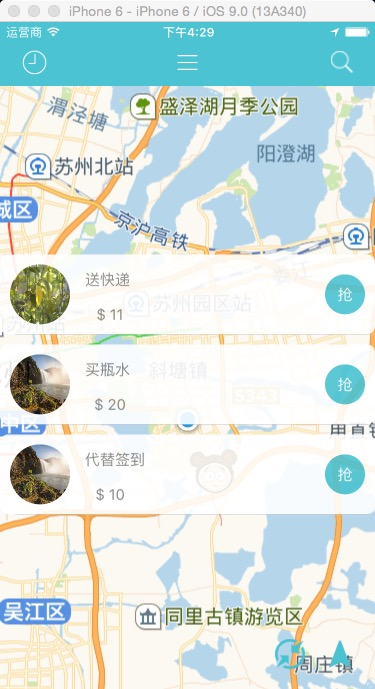 iPhone 6 - iPhone 6 / iOS 9.0 (13A340)
运营商
下午4:29
渭泾塘
盛泽湖月季公园
阳澄湖
苏州北站
城区
京沪高铁
送快递
$ 11
抢
苏州园区站
买瓶水
斜塘镇
$ 20
抢
S343
中区
代替签到
$ 10
抢
吴江区
同里古镇游览区
周庄镇